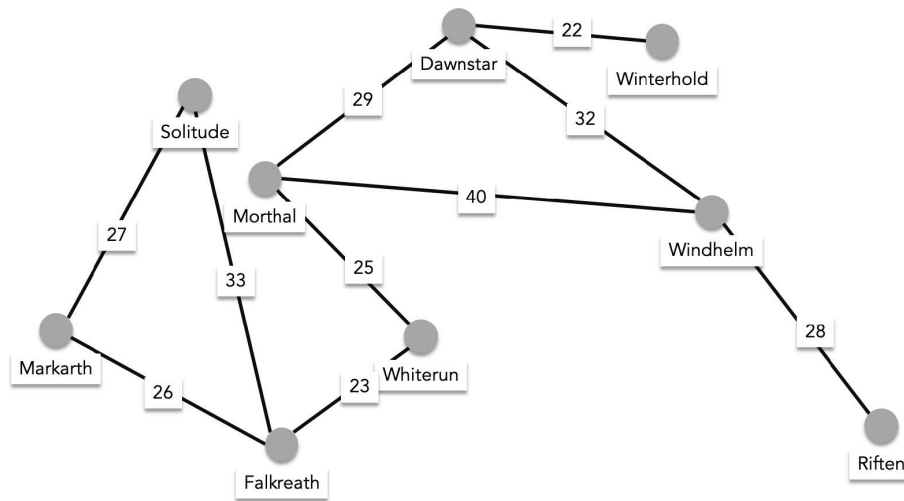 22
Dawnstar
Winterhold
29
Solitude
32
40
Morthal
27
Windhelm
25
33
28
Markarth
Whiterun
23
26
Riften
Falkreath